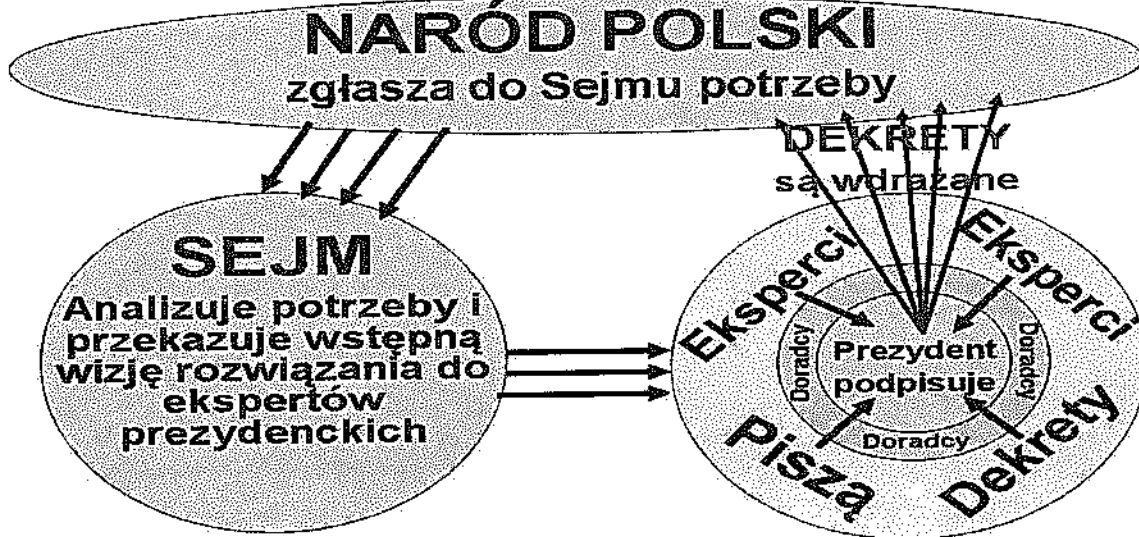 NARÓD POLSKI
zgłasza do Sejmu potrzeby
DEKRETY
są wdrażane
SEJM
Analizuje potrzeby i
przekazuje wstępną
wizję rozwiązania do
ekspertów
prezydenckich
Eksperci
Eksperci
Piszą
Dekrety
Doradcy
Doradcy
Doradcy
Prezydent
podpisuje